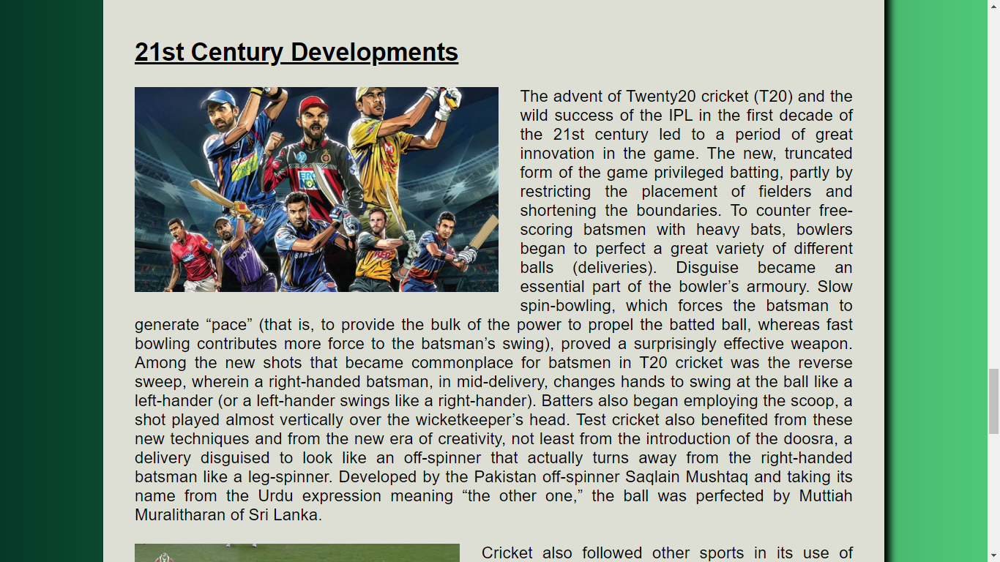 21st Century Developments
The advent of Twenty20 cricket (T20) and the
wild success of the IPL in the first decade of
the 21st century led to a period of great
innovation in the game. The new, truncated
form of the game privileged batting, partly by
restricting the placement of fielders and
shortening the boundaries. To counter free-
scoring batsmen with heavy bats, bowlers
began to perfect a great variety of different
balls (deliveries). Disguise became an
essential part of the bowler’s armoury. Slow
spin-bowling, which forces the batsman to
generate “pace” (that is, to provide the bulk of the power to propel the batted ball, whereas fast
bowling contributes more force to the batsman’s swing), proved a surprisingly effective weapon.
Among the new shots that became commonplace for batsmen in T20 cricket was the reverse
sweep, wherein a right-handed batsman, in mid-delivery, changes hands to swing at the ball like a
left-hander (or a left-hander swings like a right-hander). Batters also began employing the scoop, a
shot played almost vertically over the wicketkeeper’s head. Test cricket also benefited from these
new techniques and from the new era of creativity, not least from the introduction of the doosra, a
delivery disguised to look like an off-spinner that actually turns away from the right-handed
batsman like a leg-spinner. Developed by the Pakistan off-spinner Saqlain Mushtaq and taking its
name from the Urdu expression meaning “the other one,” the ball was perfected by Muttiah
Muralitharan of Sri Lanka.
Cricket also followed other sports in its use of